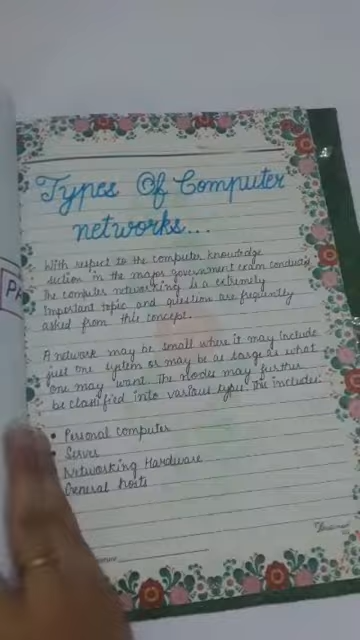 Types Of Computer
networks...
With respect to the computer knowledge
section in the major government exam conduct
The computer networking is a extremely
important topic and question are frequently
asked from this concept.
A network may be small where it may include
just one system or may be as large as what
one may want. The nodes may further
be classified into various types. This includes:
• Personal computer
• Server
Networking Hardware
General hosts